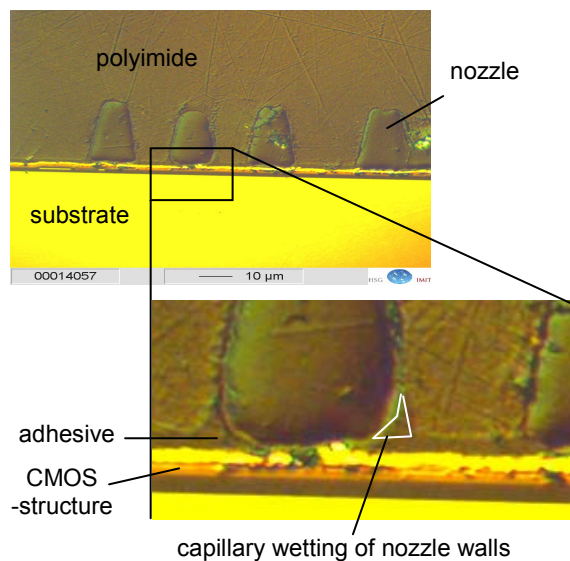 polyimide
nozzle
substrate
00014057
10 µm
HSG IMIT
adhesive
CMOS
-structure
capillary wetting of nozzle walls